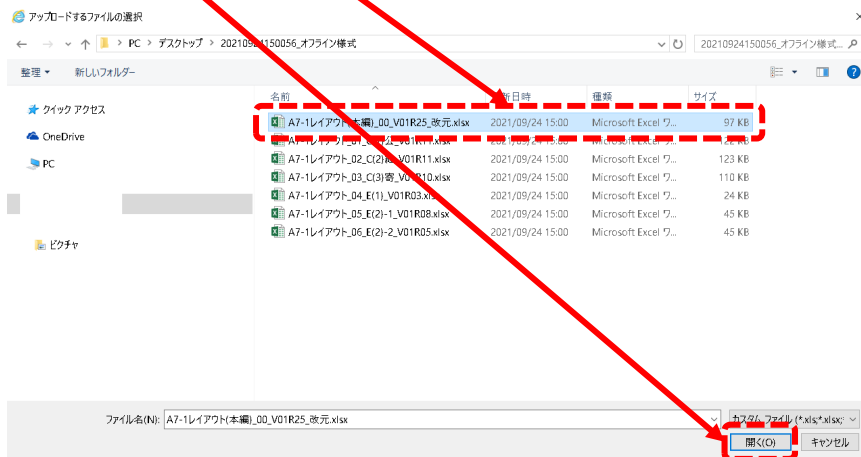 アップロードするファイルの選択
PC > デスクトップ > 20210924150056_オフライン様式
20210924150056_オフライン様式...
整理 新しいフォルダー
名前 新日時 種類 サイズ
クイック アクセス
OneDrive
PC
ピクチャ
A7-1レイアウト(本編)_00_V01R25_改元.xlsx 2021/09/24 15:00 Microsoft Excel ワ... 97 KB
2021/09/24 15:00 Microsoft Excel ワ... 122 KB
A7-1レイアウト_02_C(2) V01R11.xlsx 2021/09/24 15:00 Microsoft Excel ワ... 123 KB
A7-1レイアウト_03_C(3)寄_V01R10.xlsx 2021/09/24 15:00 Microsoft Excel ワ... 110 KB
A7-1レイアウト_04_E(1)_V01R03.xlsx 2021/09/24 15:00 Microsoft Excel ワ... 24 KB
A7-1レイアウト_05_E(2)-1_V01R08.xlsx 2021/09/24 15:00 Microsoft Excel ワ... 45 KB
A7-1レイアウト_06_E(2)-2_V01R05.xlsx 2021/09/24 15:00 Microsoft Excel ワ... 45 KB
ファイル名(N): A7-1レイアウト(本編)_00_V01R25_改元.xlsx カスタム ファイル (*.xls;*.xlsx;
開く(O) キャンセル